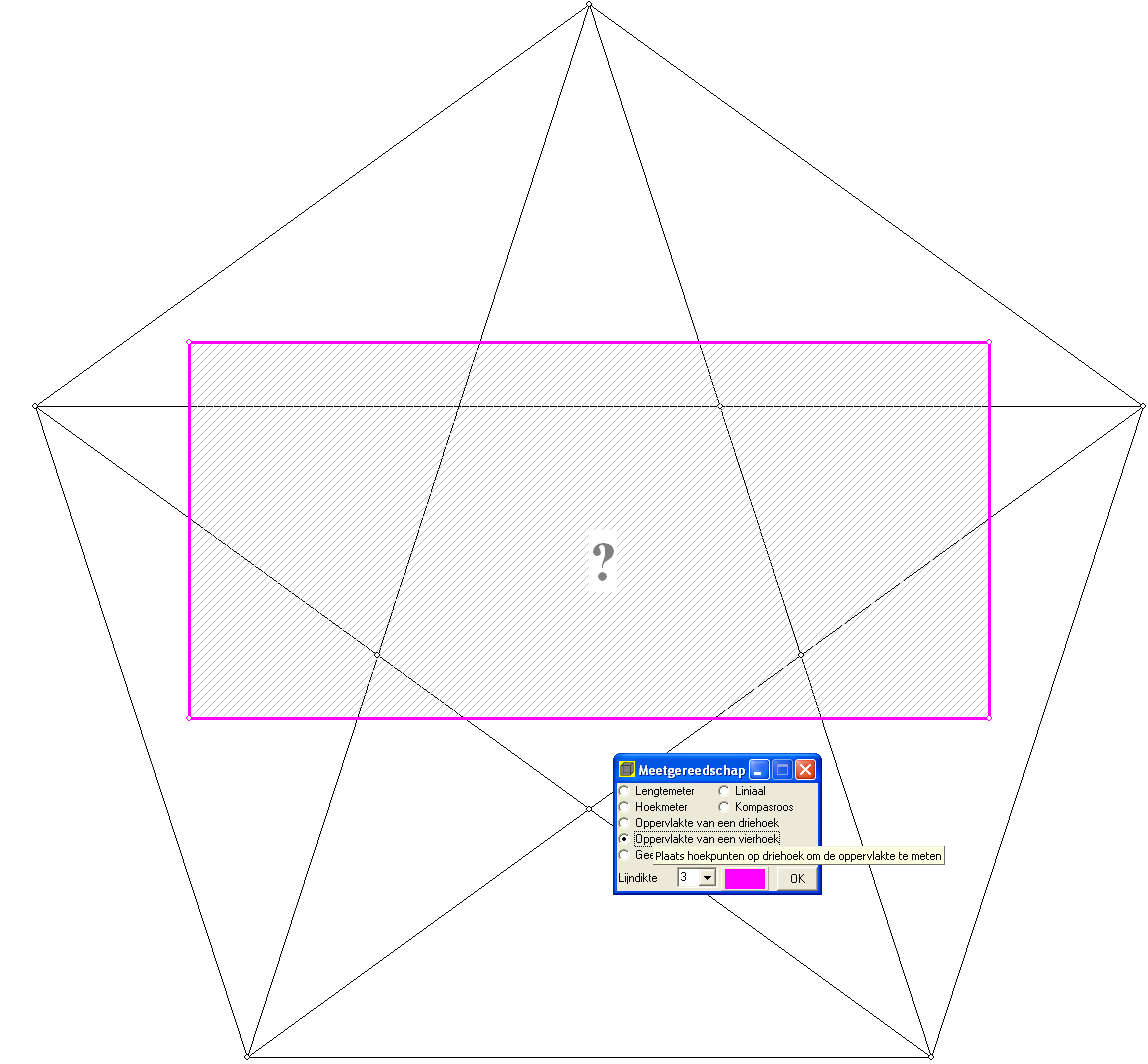 ?
Meetgereedschap
Lengtemeter Liniaal
Hoekmeter Kompasroos
Oppervlakte van een driehoek
Oppervlakte van een vierhoek
Plaats hoekpunten op driehoek om de oppervlakte te meten
Lijndikte 3 OK